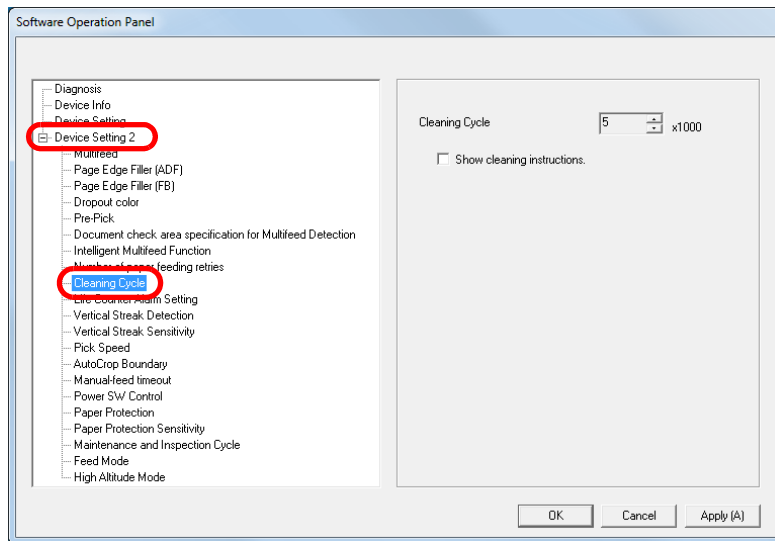 Software Operation Panel
Diagnosis
Device Info
Device Setting
Device Setting 2
Multifeed
Page Edge Filler (ADF)
Page Edge Filler (FB)
Dropout color
Pre-Pick
Document check area specification for Multifeed Detection
Intelligent Multifeed Function
Number of paper feeding retries
Cleaning Cycle
Life Counter Alarm Setting
Vertical Streak Detection
Vertical Streak Sensitivity
Pick Speed
AutoCrop Boundary
Manual-feed timeout
Power SW Control
Paper Protection
Paper Protection Sensitivity
Maintenance and Inspection Cycle
Feed Mode
High Altitude Mode
Cleaning Cycle 5 x1000
Show cleaning instructions.
OK Cancel Apply (A)